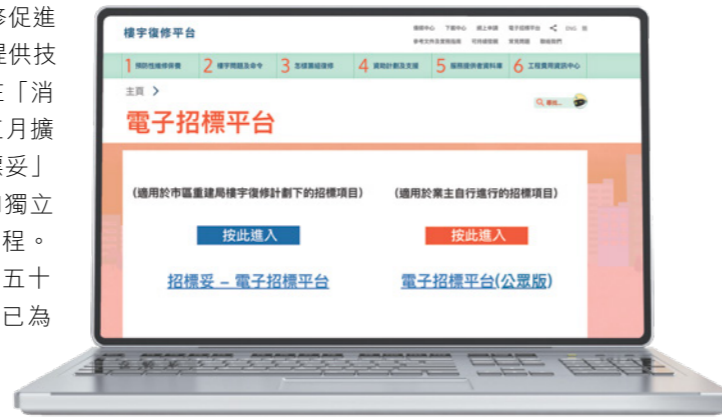 修促進
提供技
「消
月擴
妥」
獨立
程。
五十
已為
樓宇復修平台
ENG 簡
1 預防性維修保養 2 樓宇問題及命令 3 怎樣籌組復修 4 資助計劃及支援 5 服務提供者資料庫 6 工程費用資訊中心
主頁 >
電子招標平台
(適用於市區重建局樓宇復修計劃下的招標項目)
按此進入
招標妥 – 電子招標平台
(適用於業主自行進行的招標項目)
按此進入
電子招標平台(公眾版)